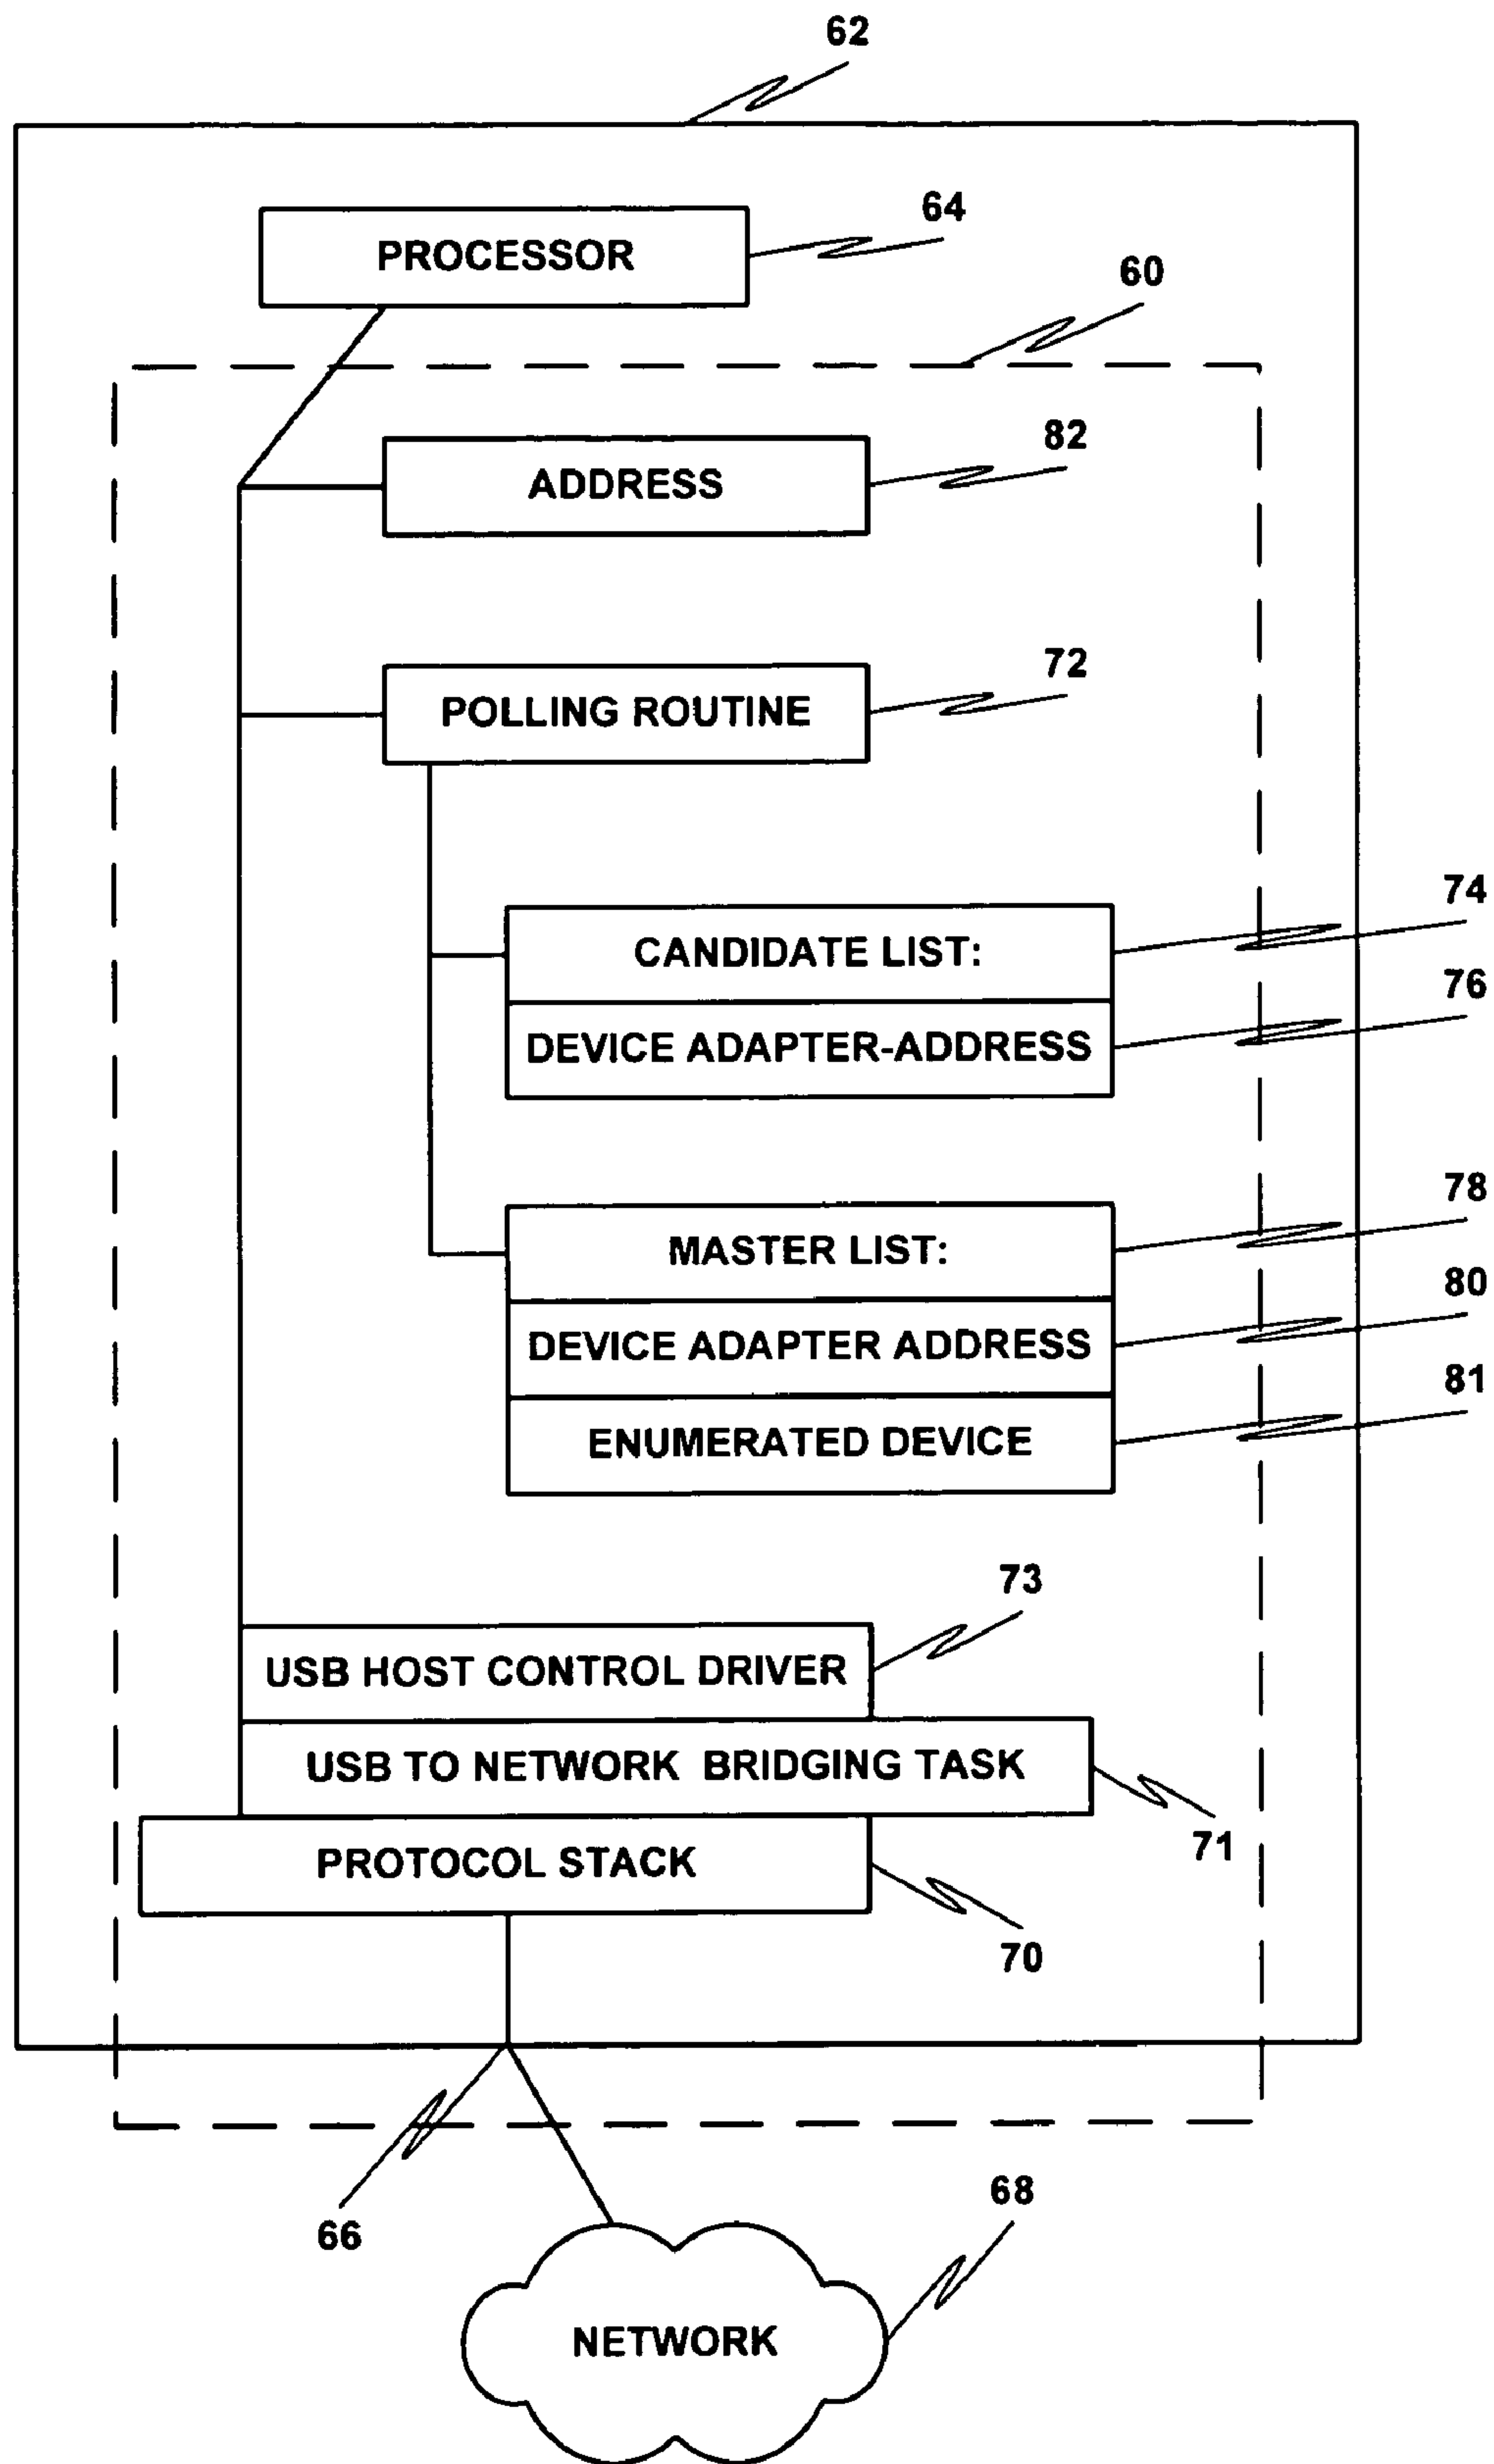 62
64
PROCESSOR
60
82
ADDRESS
72
POLLING ROUTINE
74
CANDIDATE LIST:
76
DEVICE ADAPTER-ADDRESS
78
MASTER LIST:
80
DEVICE ADAPTER ADDRESS
81
ENUMERATED DEVICE
73
USB HOST CONTROL DRIVER
USB TO NETWORK BRIDGING TASK
71
PROTOCOL STACK
70
68
66
NETWORK